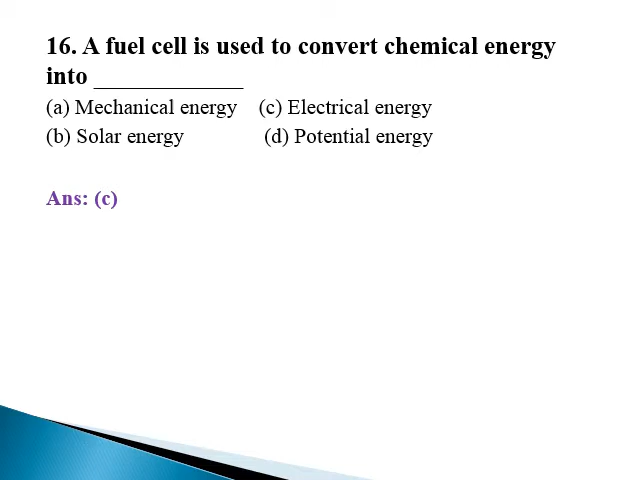 16. A fuel cell is used to convert chemical energy
into ____________
(a) Mechanical energy (c) Electrical energy
(b) Solar energy (d) Potential energy
Ans: (c)